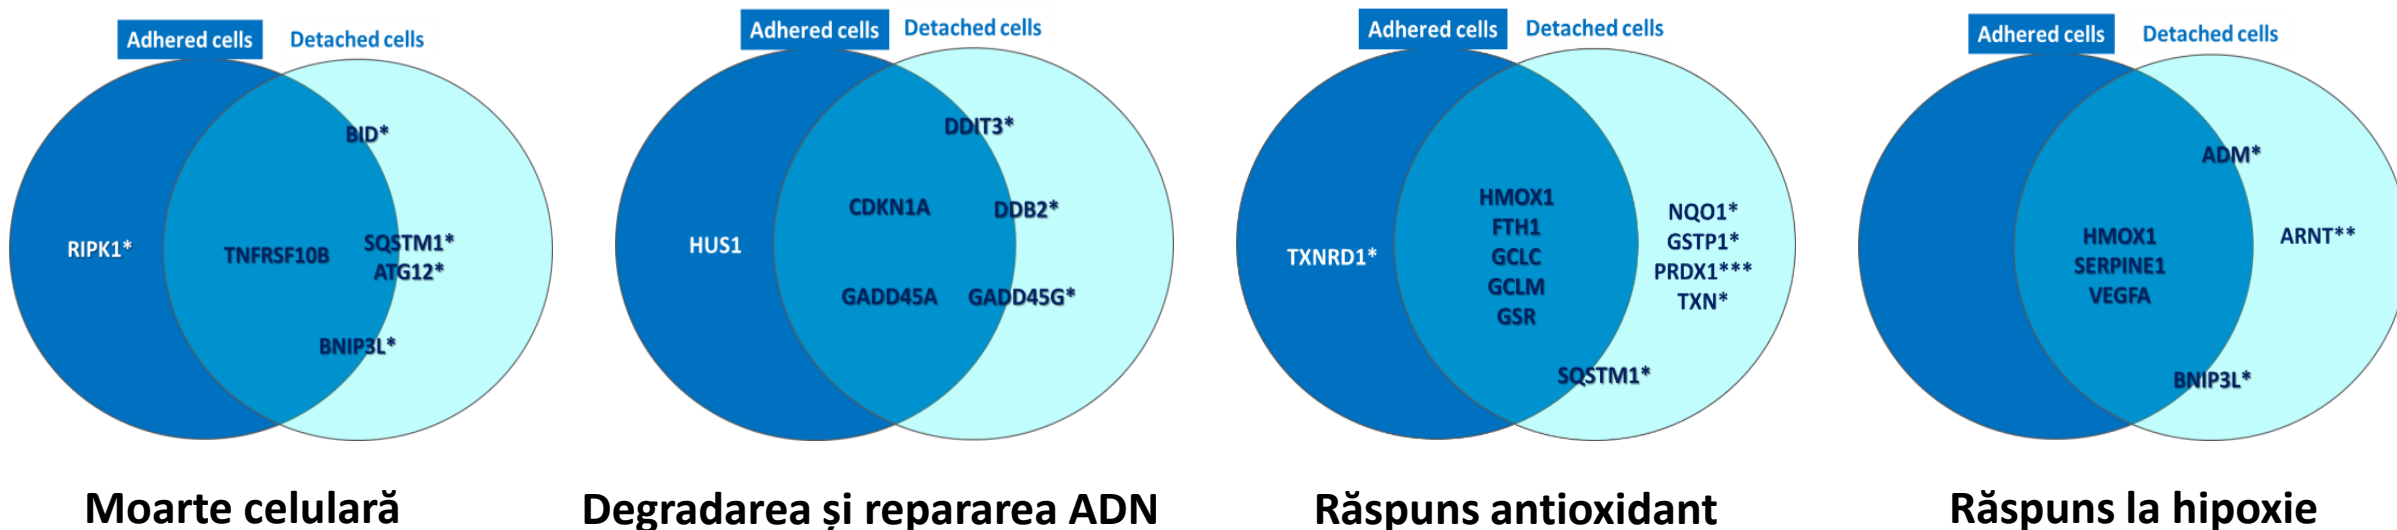 Adhered cells
Detached cells
BID*
RIPK1*
TNFRSF10B
SQSTM1*
ATG12*
BNIP3L*
Moarte celulară
Adhered cells
Detached cells
DDIT3*
CDKN1A
DDB2*
HUS1
GADD45A
GADD45G*
Degradarea și repararea ADN
Adhered cells
Detached cells
HMOX1
FTH1
GCLC
GCLM
GSR
TXNRD1*
NQO1*
GSTP1*
PRDX1***
TXN*
SQSTM1*
Răspuns antioxidant
Adhered cells
Detached cells
ADM*
HMOX1
SERPINE1
VEGFA
ARNT**
BNIP3L*
Răspuns la hipoxie